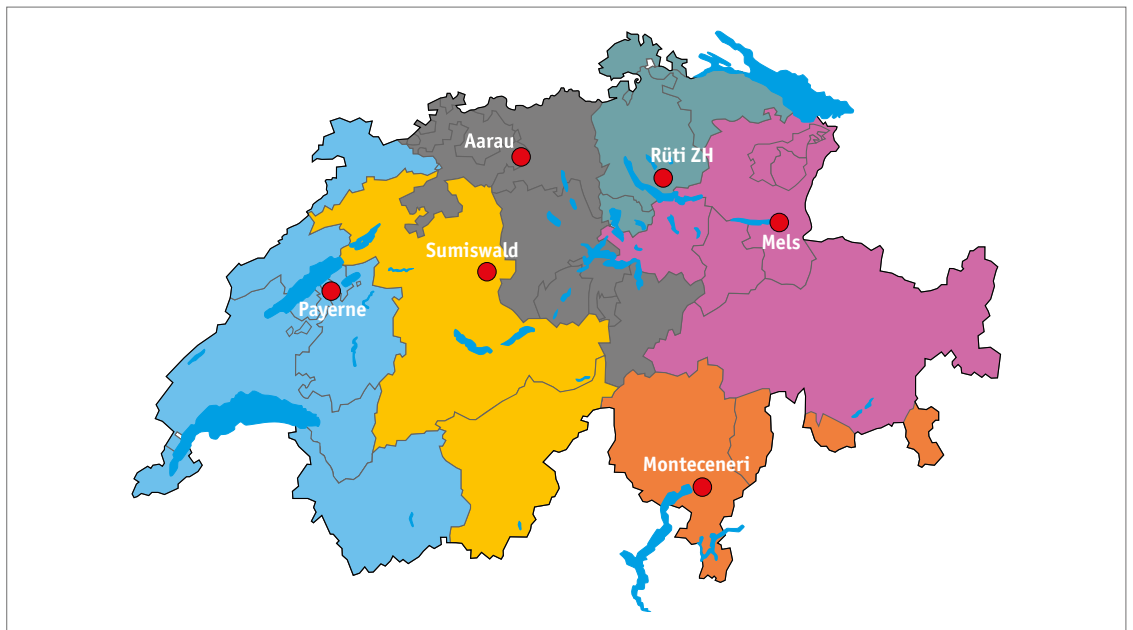 Aarau
Rüti ZH
Mels
Sumiswald
Payerne
Monteceneri